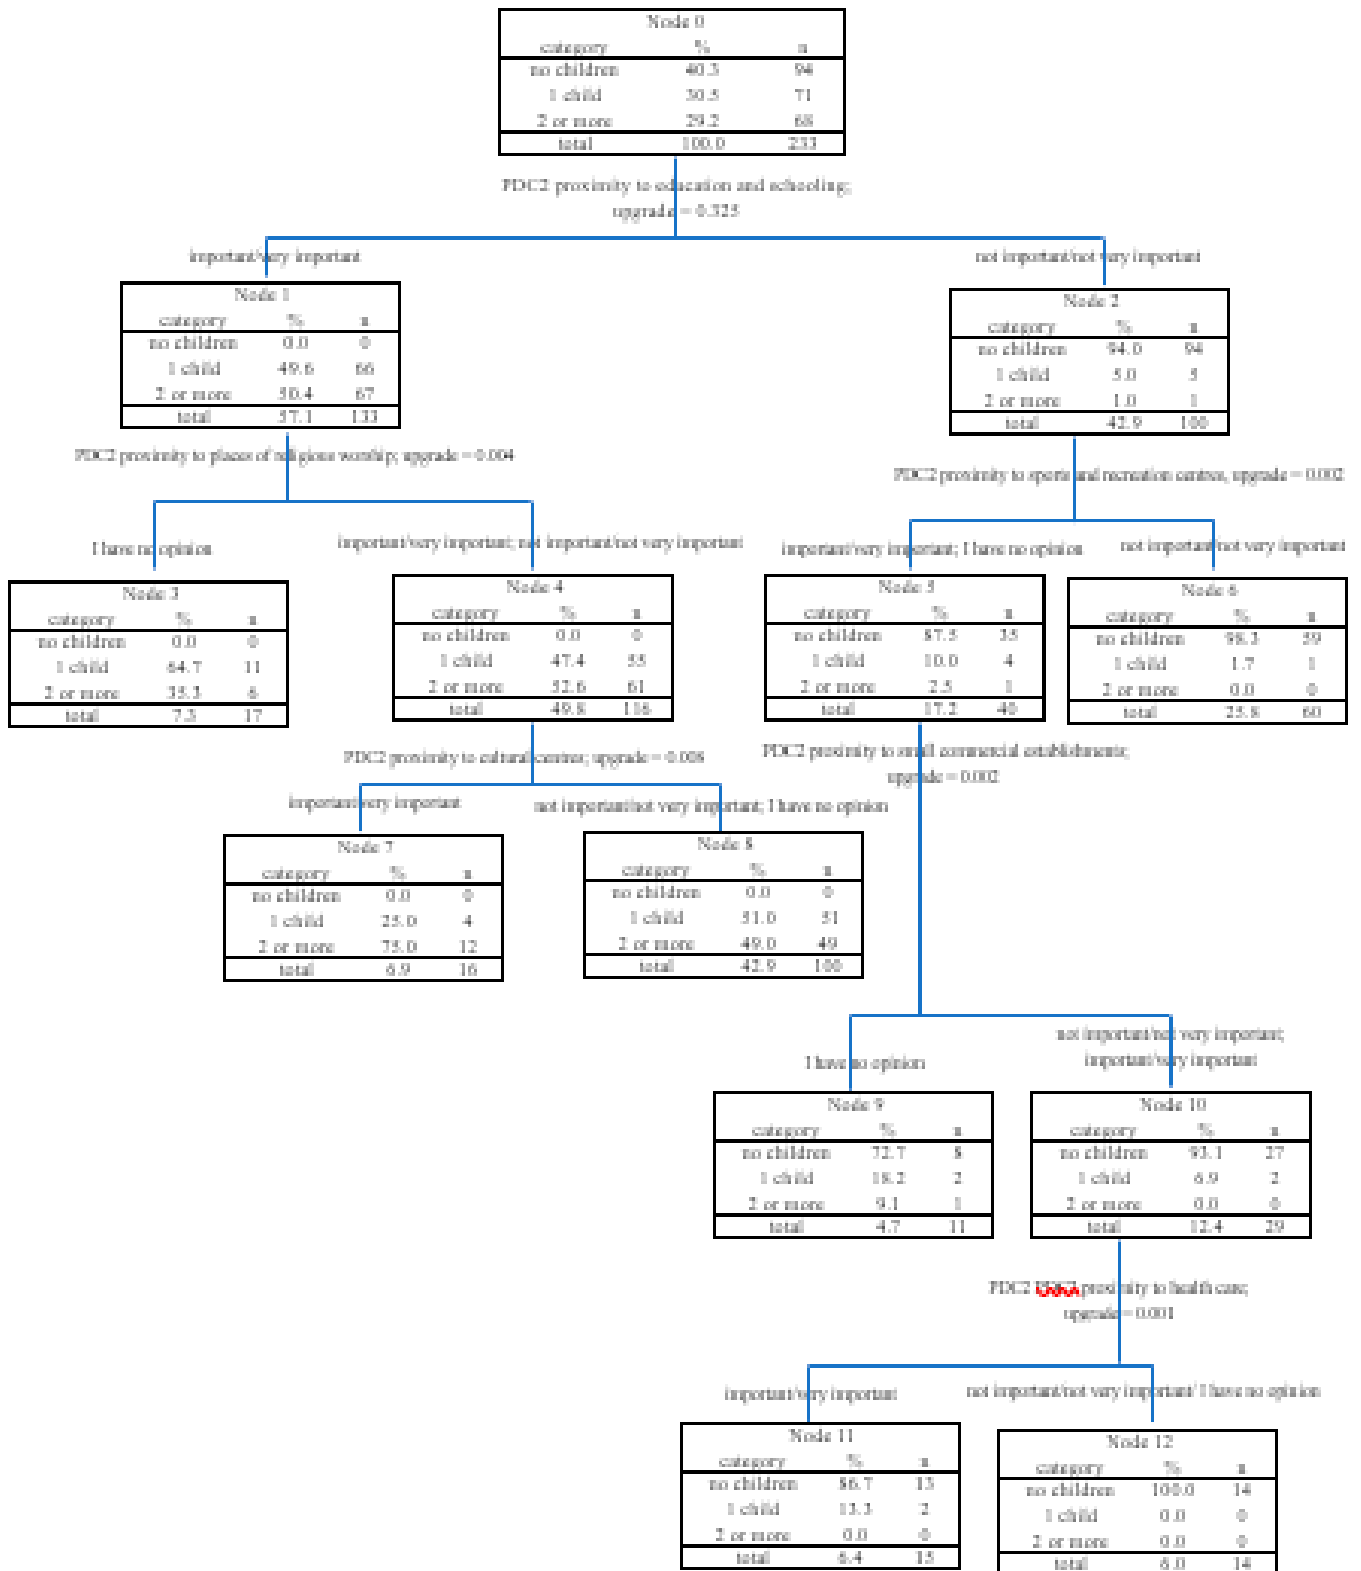 Node 0
category % n
no children 40.3 94
1 child 30.5 71
2 or more 29.2 68
total 100.0 233
PDC2 proximity to education and schooling;
upgrade = 0.325
important/very important
not important/not very important
Node 1
category % n
no children 0.0 0
1 child 49.6 66
2 or more 50.4 67
total 57.1 133
Node 2
category % n
no children 94.0 94
1 child 5.0 5
2 or more 1.0 1
total 42.9 100
PDC2 proximity to places of religious worship; upgrade = 0.004
PDC2 proximity to sports and recreation centres, upgrade = 0.002
I have no opinion
important/very important; not important/not very important
important/very important; I have no opinion
not important/not very important
Node 3
category % n
no children 0.0 0
1 child 64.7 11
2 or more 35.3 6
total 7.3 17
Node 4
category % n
no children 0.0 0
1 child 47.4 55
2 or more 52.6 61
total 49.8 116
Node 5
category % n
no children 87.5 35
1 child 10.0 4
2 or more 2.5 1
total 17.2 40
Node 6
category % n
no children 98.3 59
1 child 1.7 1
2 or more 0.0 0
total 25.8 60
PDC2 proximity to cultural centres; upgrade = 0.008
PDC2 proximity to small commercial establishments;
upgrade = 0.002
important/very important
not important/not very important; I have no opinion
Node 7
category % n
no children 0.0 0
1 child 25.0 4
2 or more 75.0 12
total 6.9 16
Node 8
category % n
no children 0.0 0
1 child 51.0 51
2 or more 49.0 49
total 42.9 100
I have no opinion
not important/not very important;
important/very important
Node 9
category % n
no children 72.7 8
1 child 18.2 2
2 or more 9.1 1
total 4.7 11
Node 10
category % n
no children 93.1 27
1 child 6.9 2
2 or more 0.0 0
total 12.4 29
PDC2 PDC2 proximity to health care;
upgrade = 0.001
important/very important
not important/not very important/ I have no opinion
Node 11
category % n
no children 86.7 13
1 child 13.3 2
2 or more 0.0 0
total 6.4 15
Node 12
category % n
no children 100.0 14
1 child 0.0 0
2 or more 0.0 0
total 6.0 14